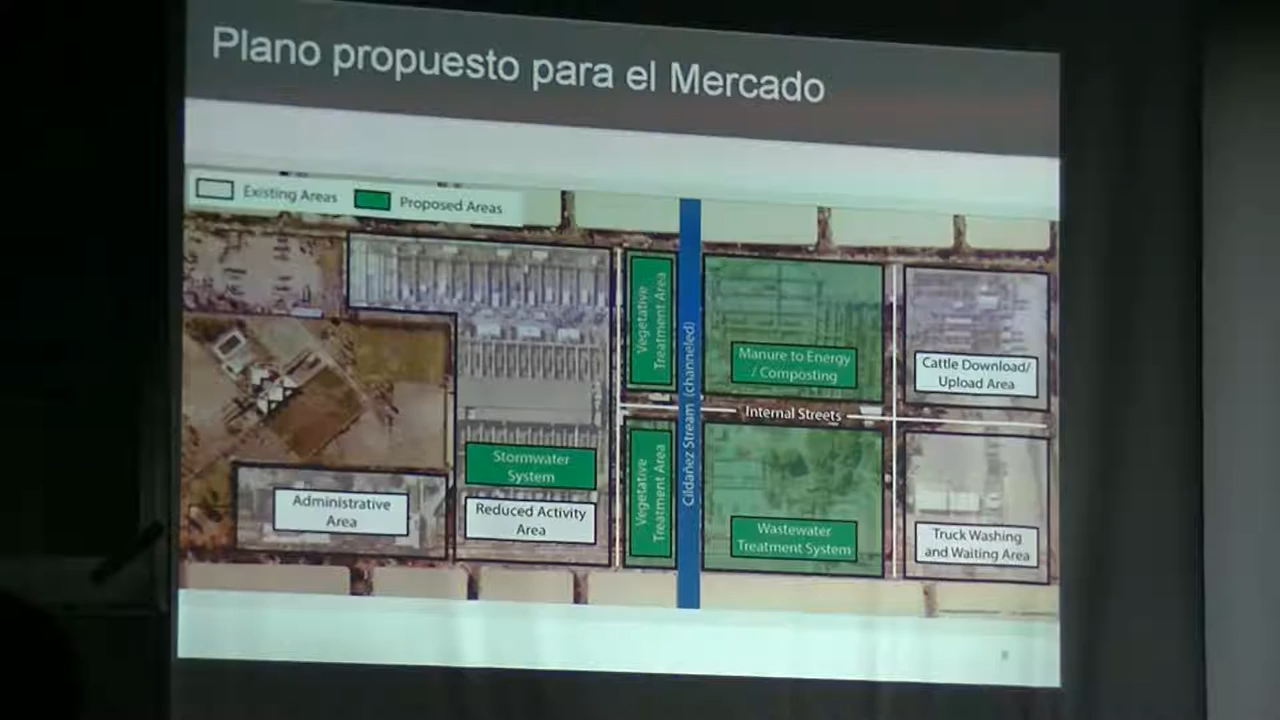 Plano propuesto para el Mercado
Existing Areas
Proposed Areas
Vegetative
Treatment Area
Cildañez Stream (channeled)
Manure to Energy
/ Composting
Cattle Download/
Upload Area
Internal Streets
Stormwater
System
Administrative
Area
Reduced Activity
Area
Vegetative
Treatment Area
Wastewater
Treatment System
Truck Washing
and Waiting Area